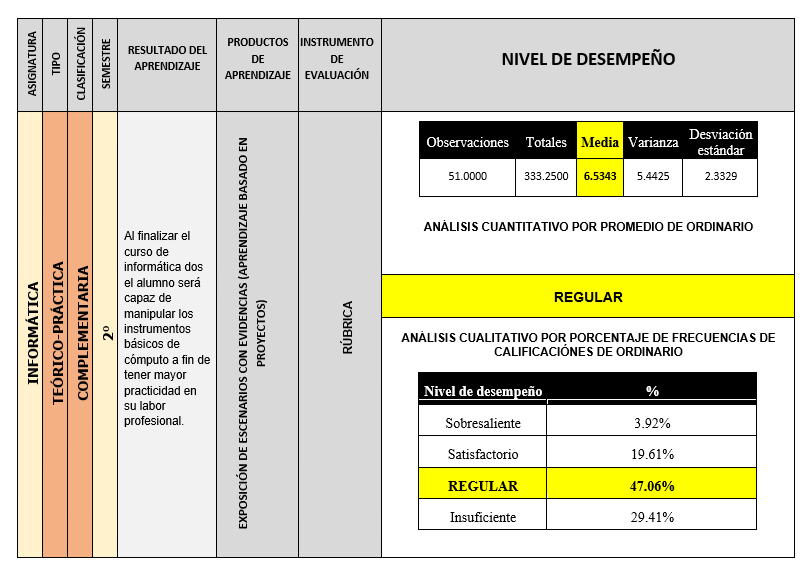 ASIGNATURA
TIPO
CLASIFICACIÓN
SEMESTRE
RESULTADO DEL
APRENDIZAJE
PRODUCTOS
DE
APRENDIZAJE
INSTRUMENTO
DE
EVALUACIÓN
NIVEL DE DESEMPEÑO
INFORMÁTICA
TEÓRICO-PRÁCTICA
COMPLEMENTARIA
2º
Al finalizar el
curso de
informática dos
el alumno será
capaz de
manipular los
instrumentos
básicos de
cómputo a fin de
tener mayor
practicidad en
su labor
profesional.
EXPOSICIÓN DE ESCENARIOS CON EVIDENCIAS (APRENDIZAJE BASADO EN
PROYECTOS)
RÚBRICA
Observaciones Totales Media Varianza Desviación estándar
51.0000 333.2500 6.5343 5.4425 2.3329
ANÁLISIS CUANTITATIVO POR PROMEDIO DE ORDINARIO
REGULAR
ANÁLISIS CUALITATIVO POR PORCENTAJE DE FRECUENCIAS DE
CALIFICACIÓNES DE ORDINARIO
Nivel de desempeño %
Sobresaliente 3.92%
Satisfactorio 19.61%
REGULAR 47.06%
Insuficiente 29.41%